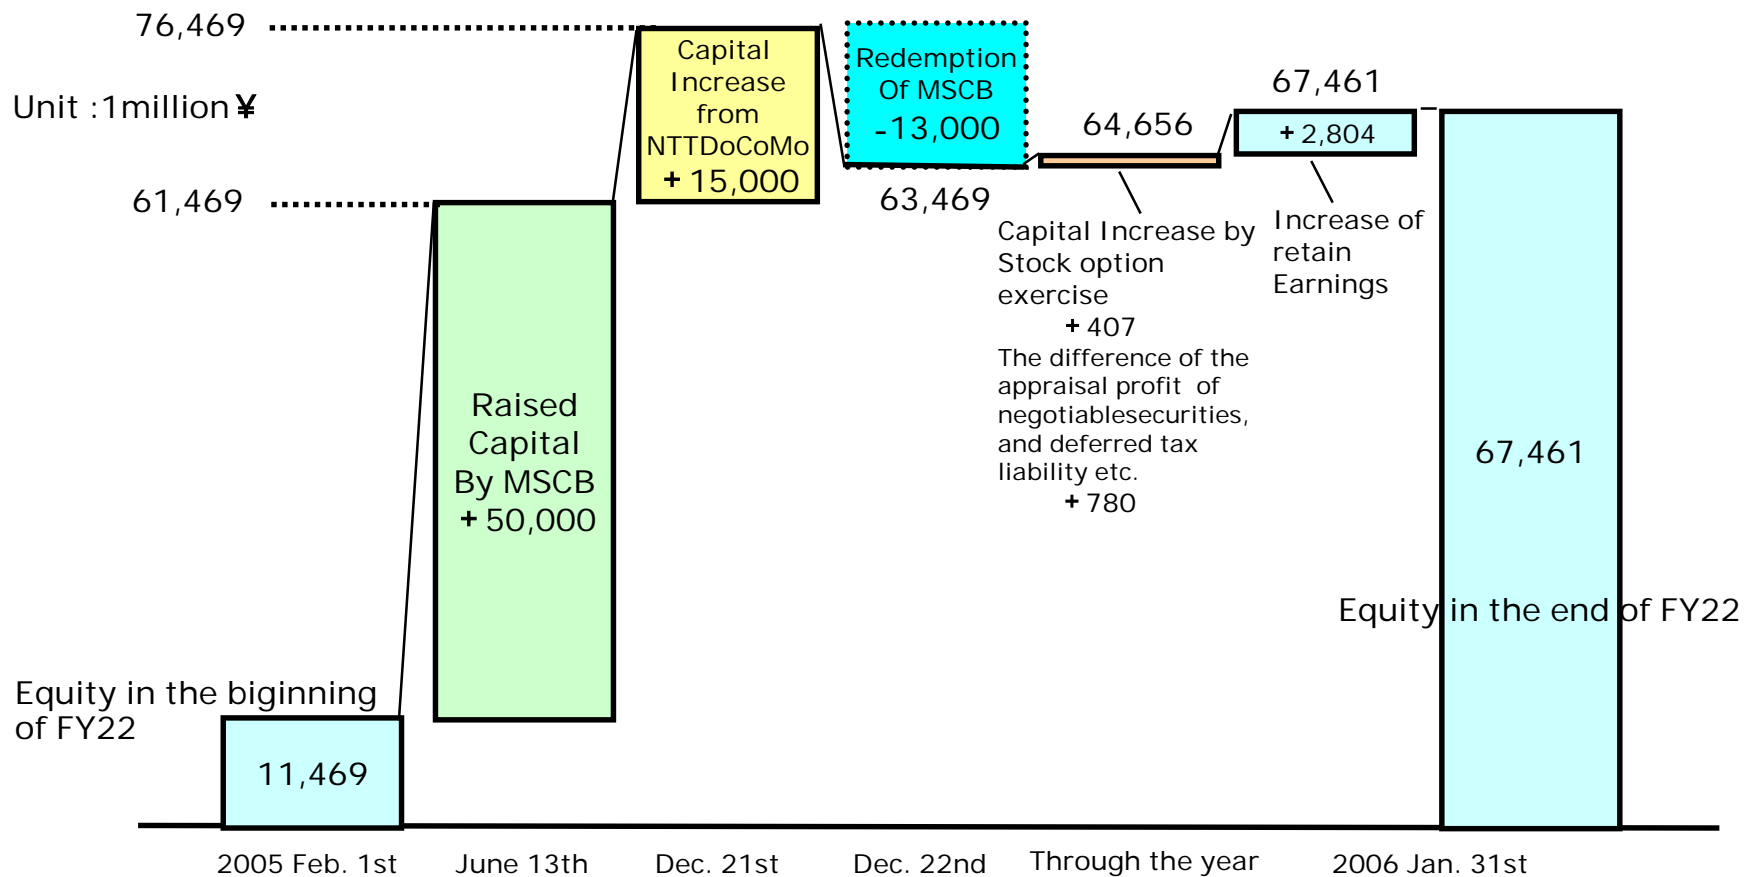 76,469
Unit :1million ¥
61,469
Capital
Increase
from
NTTDoCoMo
+ 15,000
Redemption
Of MSCB
-13,000
63,469
64,656
67,461
+ 2,804
Capital Increase by
Stock option
exercise
+ 407
The difference of the
appraisal profit of
negotiablesecurities,
and deferred tax
liability etc.
+ 780
Increase of
retain
Earnings
Raised
Capital
By MSCB
+ 50,000
67,461
Equity in the end of FY22
Equity in the biginning
of FY22
11,469
2005 Feb. 1st
June 13th
Dec. 21st
Dec. 22nd
Through the year
2006 Jan. 31st